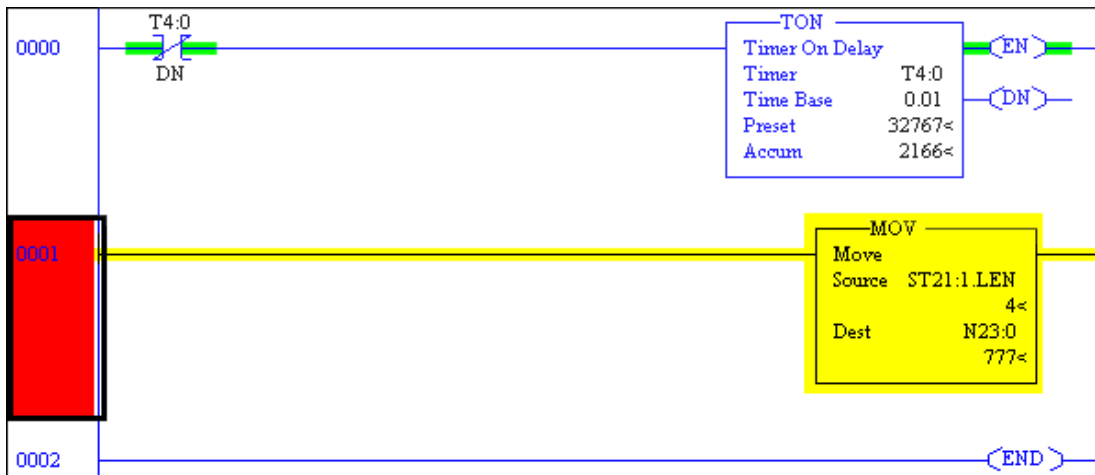 T4:0
TON
0000
DN
Timer On Delay
EN
Timer T4:0
Time Base 0.01
DN
Preset 32767<
Accum 2166<
MOV
0001
Move
Source ST21:1.LEN
4<
Dest N23:0
777<
0002
END